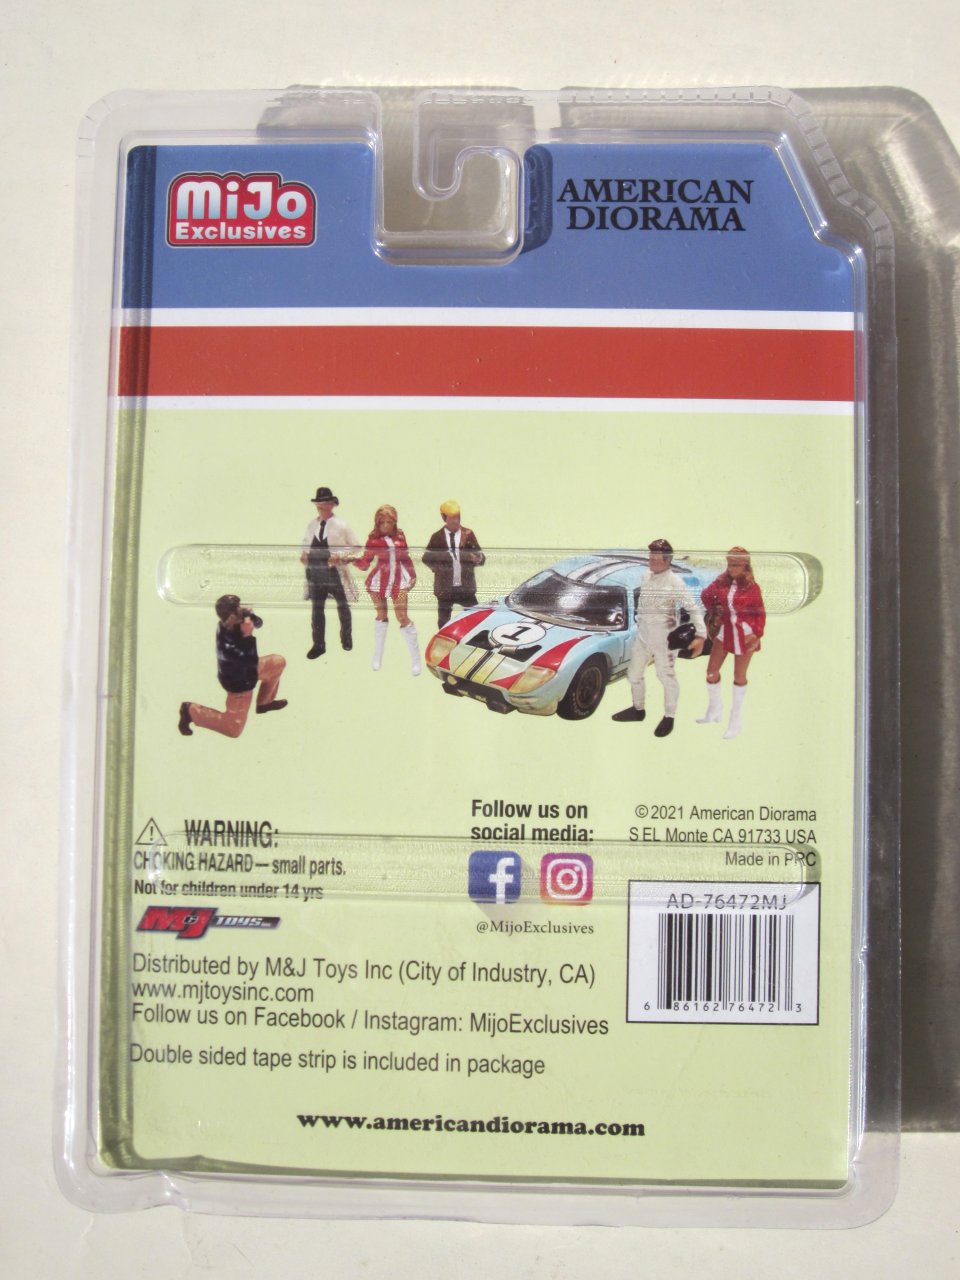 MiJo
Exclusives
AMERICAN
DIORAMA
1
WARNING:
CHOKING HAZARD — small parts.
Not for children under 14 yrs
M&J TOYS INC.
Follow us on
social media:
@MijoExclusives
© 2021 American Diorama
S EL Monte CA 91733 USA
Made in PRC
AD-76472MJ
6 86162 76472 3
Distributed by M&J Toys Inc (City of Industry, CA)
www.mjtoysinc.com
Follow us on Facebook / Instagram: MijoExclusives
Double sided tape strip is included in package
www.americandiorama.com